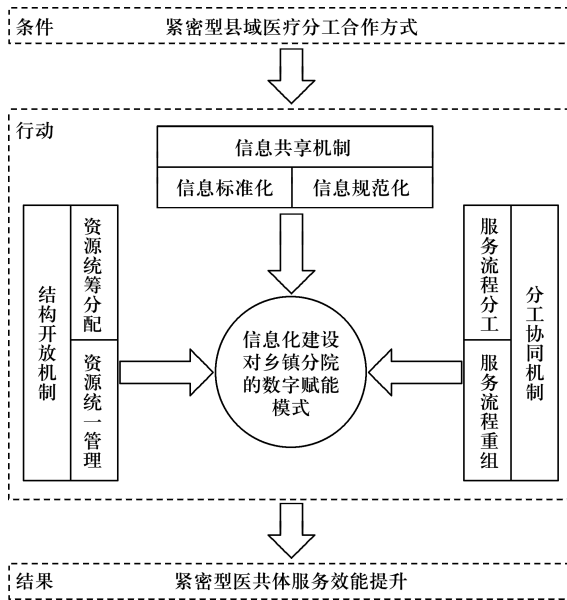 条件
紧密型县域医疗分工合作方式
行动
信息共享机制
信息标准化
信息规范化
结构开放机制
资源统筹分配
资源统一管理
信息化建设
对乡镇分院
的数字赋能
模式
服务流程分工
服务流程重组
分工协同机制
结果
紧密型医共体服务效能提升